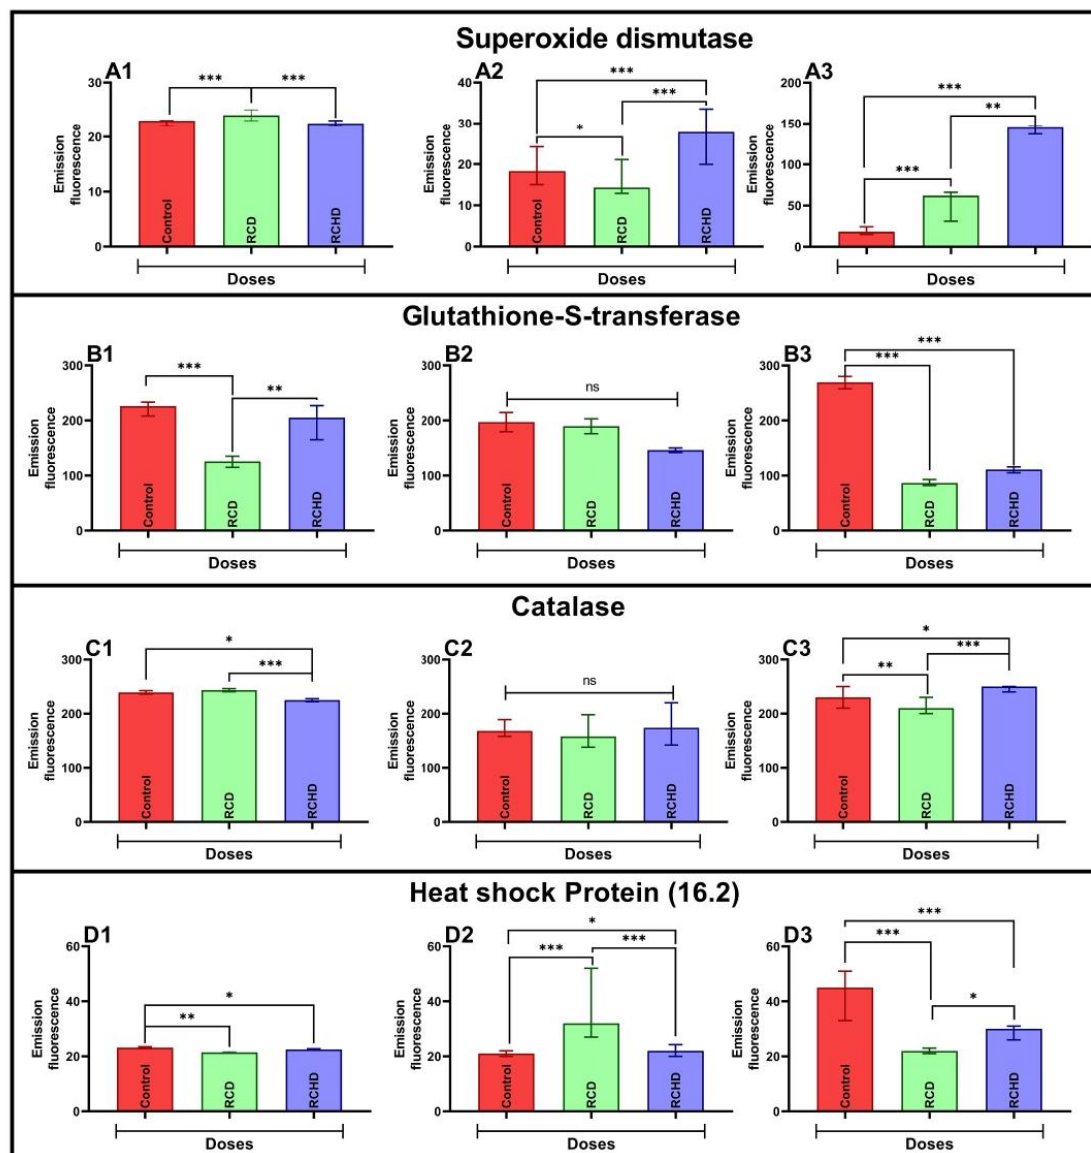 Superoxide dismutase
A1
Emission
fluorescence
30
20
10
0
***
***
Control
RCD
RCHD
Doses
A2
Emission
fluorescence
40
30
20
10
0
***
***
*
Control
RCD
RCHD
Doses
A3
Emission
fluorescence
200
150
100
50
0
***
**
***
Doses
Glutathione-S-transferase
B1
Emission
fluorescence
300
200
100
0
***
**
Control
RCD
RCHD
Doses
B2
Emission
fluorescence
300
200
100
0
ns
Control
RCD
RCHD
Doses
B3
Emission
fluorescence
300
200
100
0
***
***
Control
RCD
RCHD
Doses
Catalase
C1
Emission
fluorescence
300
200
100
0
*
***
Control
RCD
RCHD
Doses
C2
Emission
fluorescence
300
200
100
0
ns
Control
RCD
RCHD
Doses
C3
Emission
fluorescence
300
200
100
0
*
***
**
Control
RCD
RCHD
Doses
Heat shock Protein (16.2)
D1
Emission
fluorescence
60
40
20
0
*
**
Control
RCD
RCHD
Doses
D2
Emission
fluorescence
60
40
20
0
*
***
***
Control
RCD
RCHD
Doses
D3
Emission
fluorescence
60
40
20
0
***
***
*
Control
RCD
RCHD
Doses